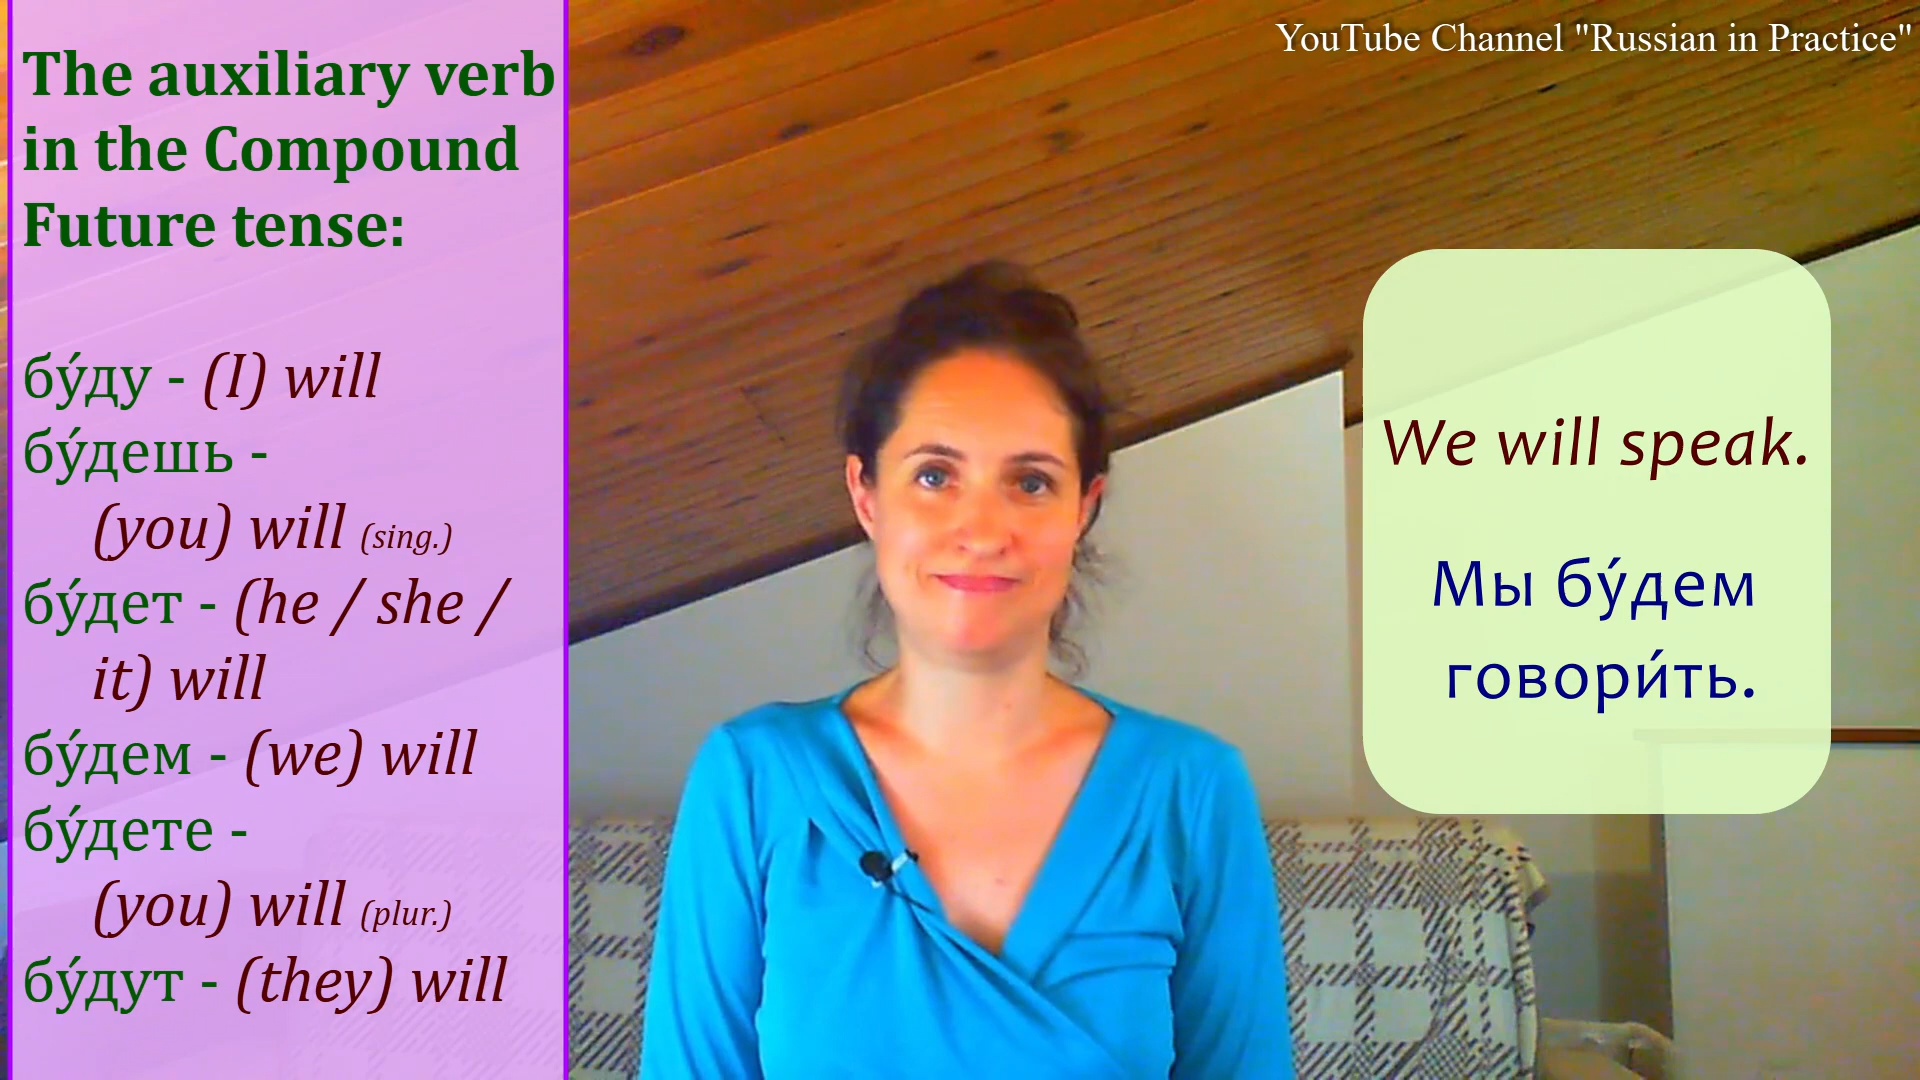 The auxiliary verb
in the Compound
Future tense:
бу́ду - (I) will
бу́дешь -
(you) will (sing.)
бу́дет - (he / she /
it) will
бу́дем - (we) will
бу́дете -
(you) will (plur.)
бу́дут - (they) will
YouTube Channel "Russian in Practice"
We will speak.
Мы бу́дем
говори́ть.